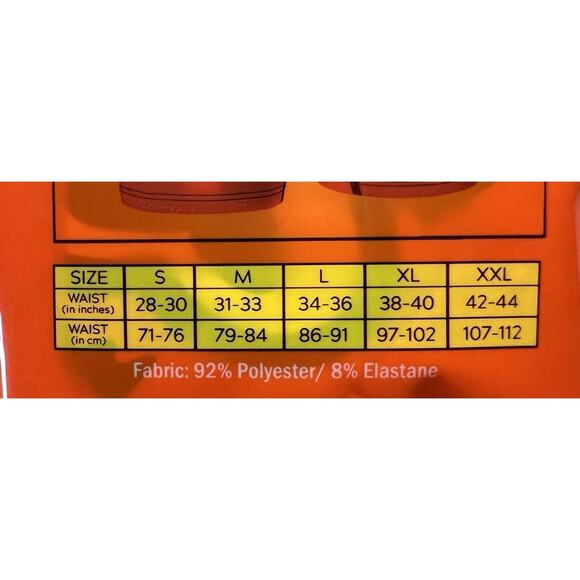 SIZE S M L XL XXL
WAIST (in inches) 28-30 31-33 34-36 38-40 42-44
WAIST (in cm) 71-76 79-84 86-91 97-102 107-112
Fabric: 92% Polyester/ 8% Elastane